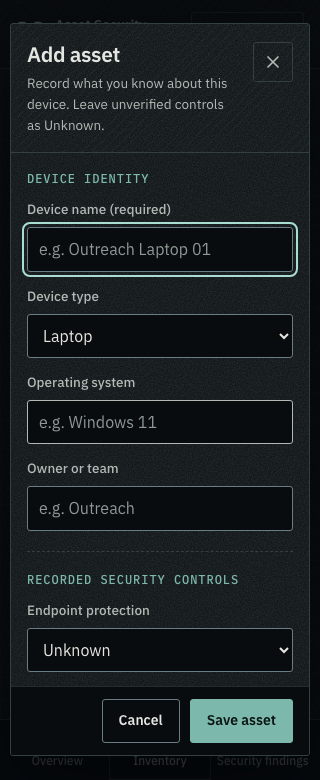 Asset Security
Add asset
Record what you know about this
device. Leave unverified controls
as Unknown.
DEVICE IDENTITY
Device name (required)
e.g. Outreach Laptop 01
Device type
Laptop
Operating system
e.g. Windows 11
Owner or team
e.g. Outreach
RECORDED SECURITY CONTROLS
Endpoint protection
Unknown
Cancel
Save asset
Overview
Inventory
Security findings